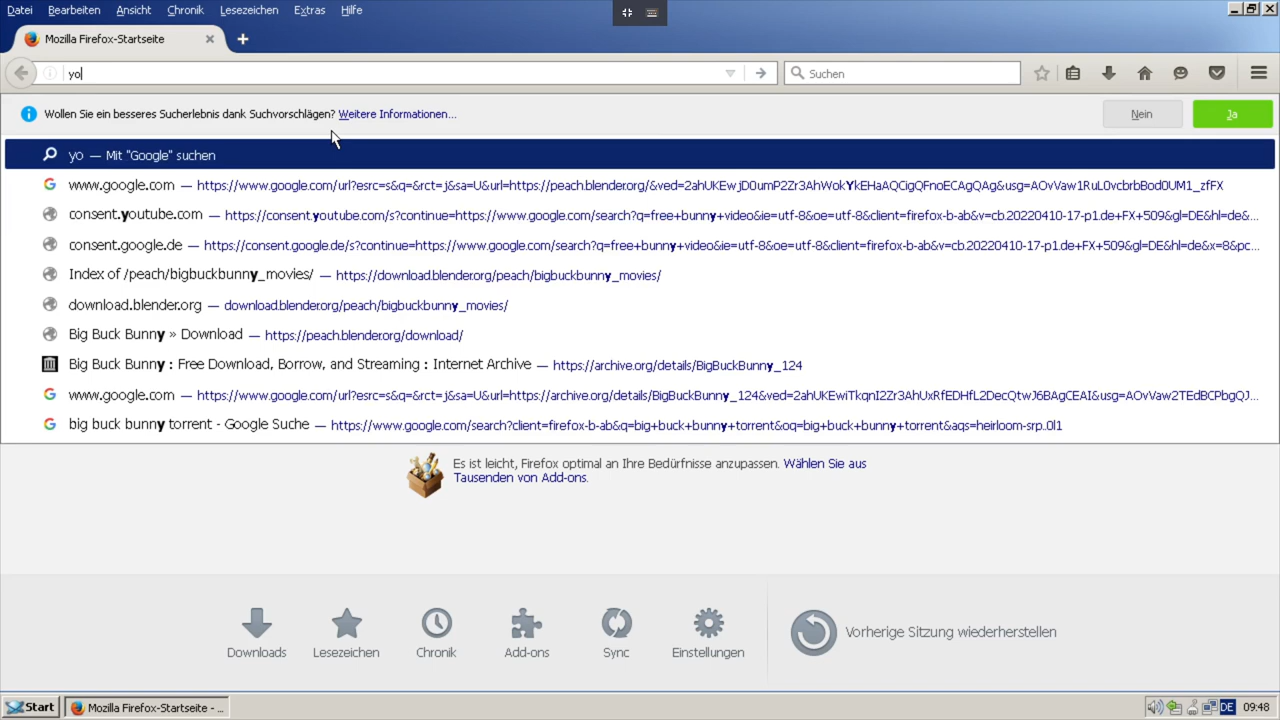 Datei Bearbeiten Ansicht Chronik Lesezeichen Extras Hilfe
Mozilla Firefox-Startseite
yo
Suchen
Wollen Sie ein besseres Sucherlebnis dank Suchvorschlägen? Weitere Informationen... Nein Ja
yo — Mit "Google" suchen
www.google.com — https://www.google.com/url?esrc=s&q=&rct=j&sa=U&url=https://peach.blender.org/&ved=2ahUKEwjD0umP2Zr3AhWokYkEHaAQCigQFnoECAgQAg&usg=AOvVaw1RuL0vcbrbBod0UM1_zfFX
consent.youtube.com — https://consent.youtube.com/s?continue=https://www.google.com/search?q=free+bunny+video&ie=utf-8&oe=utf-8&client=firefox-b-ab&v=cb.20220410-17-p1.de+FX+509&gl=DE&hl=de&...
consent.google.de — https://consent.google.de/s?continue=https://www.google.com/search?q=free+bunny+video&ie=utf-8&oe=utf-8&client=firefox-b-ab&v=cb.20220410-17-p1.de+FX+509&gl=DE&hl=de&x=8&pc...
Index of /peach/bigbuckbunny_movies/ — https://download.blender.org/peach/bigbuckbunny_movies/
download.blender.org — download.blender.org/peach/bigbuckbunny_movies/
Big Buck Bunny » Download — https://peach.blender.org/download/
Big Buck Bunny : Free Download, Borrow, and Streaming : Internet Archive — https://archive.org/details/BigBuckBunny_124
www.google.com — https://www.google.com/url?esrc=s&q=&rct=j&sa=U&url=https://archive.org/details/BigBuckBunny_124&ved=2ahUKEwiTkqnI2Zr3AhUxRfEDHfL2DecQtwJ6BAgCEAI&usg=AOvVaw2TEdBCPbgQJ...
big buck bunny torrent - Google Suche — https://www.google.com/search?client=firefox-b-ab&q=big+buck+bunny+torrent&oq=big+buck+bunny+torrent&aqs=heirloom-srp.0l1
Es ist leicht, Firefox optimal an Ihre Bedürfnisse anzupassen. Wählen Sie aus
Tausenden von Add-ons.
Downloads Lesezeichen Chronik Add-ons Sync Einstellungen Vorherige Sitzung wiederherstellen
Start Mozilla Firefox-Startseite - ... DE 09:48